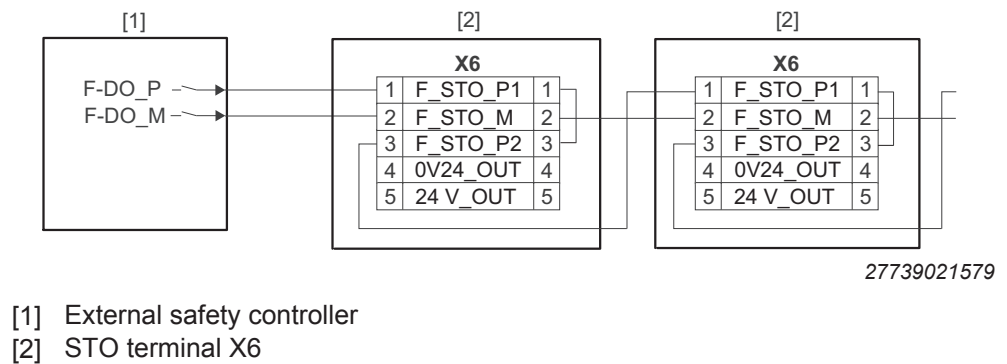 [1] [2] [2]
X6 X6
F-DO_P 1 F_STO_P1 1 1 F_STO_P1 1
F-DO_M 2 F_STO_M 2 2 F_STO_M 2
3 F_STO_P2 3 3 F_STO_P2 3
4 0V24_OUT 4 4 0V24_OUT 4
5 24 V_OUT 5 5 24 V_OUT 5
27739021579
[1] External safety controller
[2] STO terminal X6